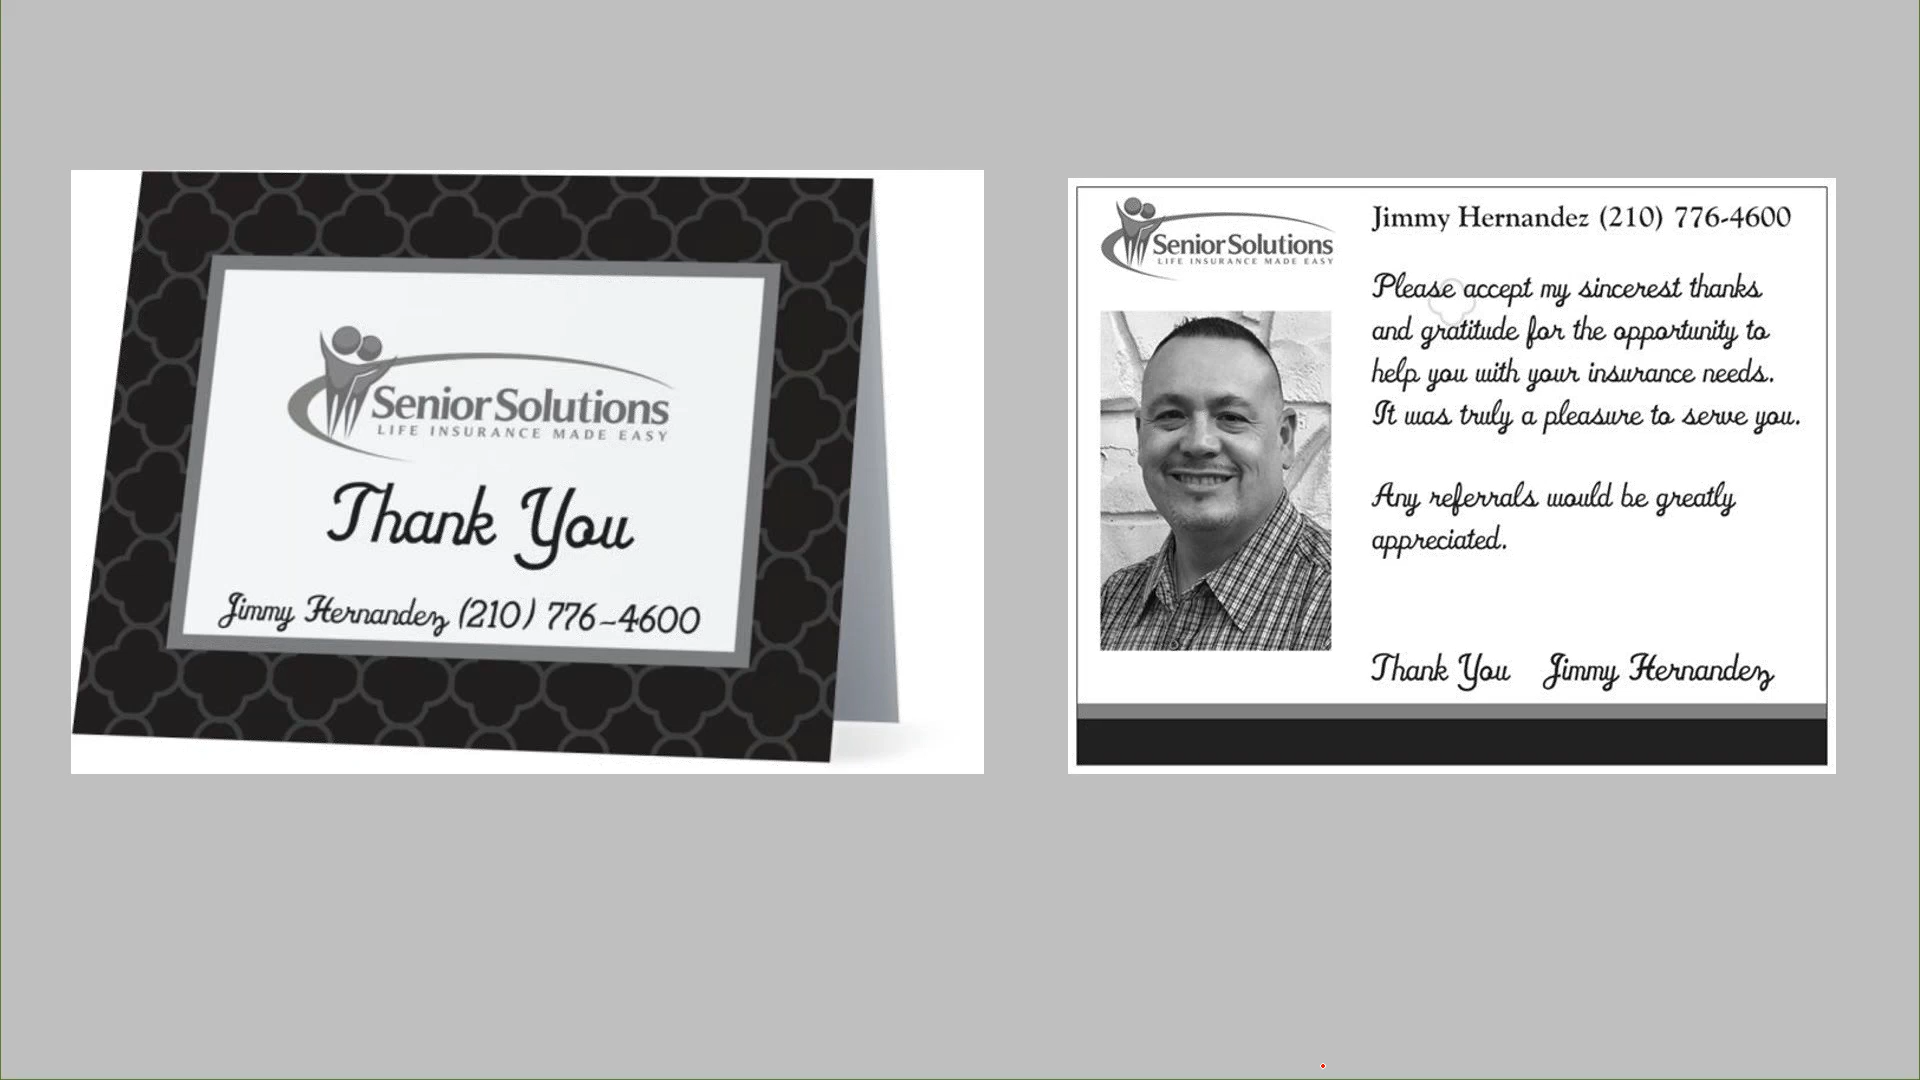 Senior Solutions
LIFE INSURANCE MADE EASY
Thank You
Jimmy Hernandez (210) 776-4600
Senior Solutions
LIFE INSURANCE MADE EASY
Jimmy Hernandez (210) 776-4600
Please accept my sincerest thanks
and gratitude for the opportunity to
help you with your insurance needs.
It was truly a pleasure to serve you.
Any referrals would be greatly
appreciated.
Thank You Jimmy Hernandez